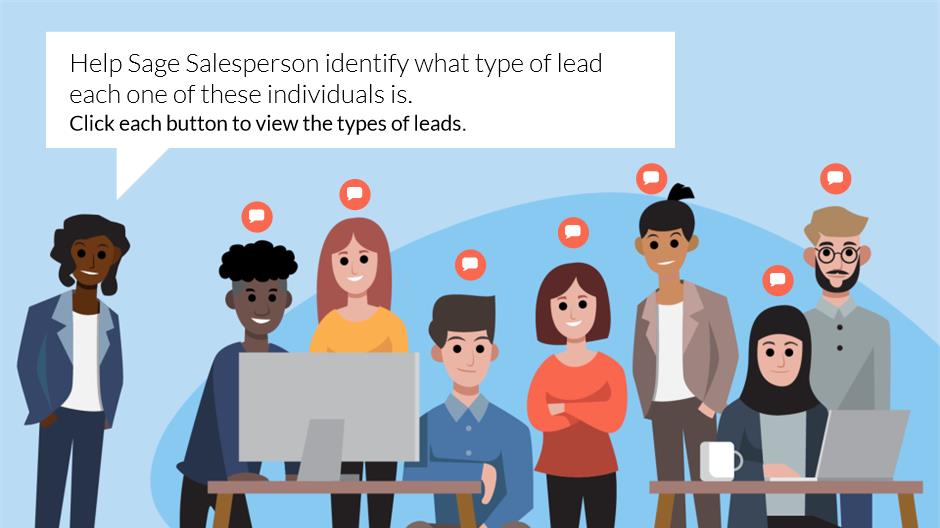 Help Sage Salesperson identify what type of lead
each one of these individuals is.
Click each button to view the types of leads.